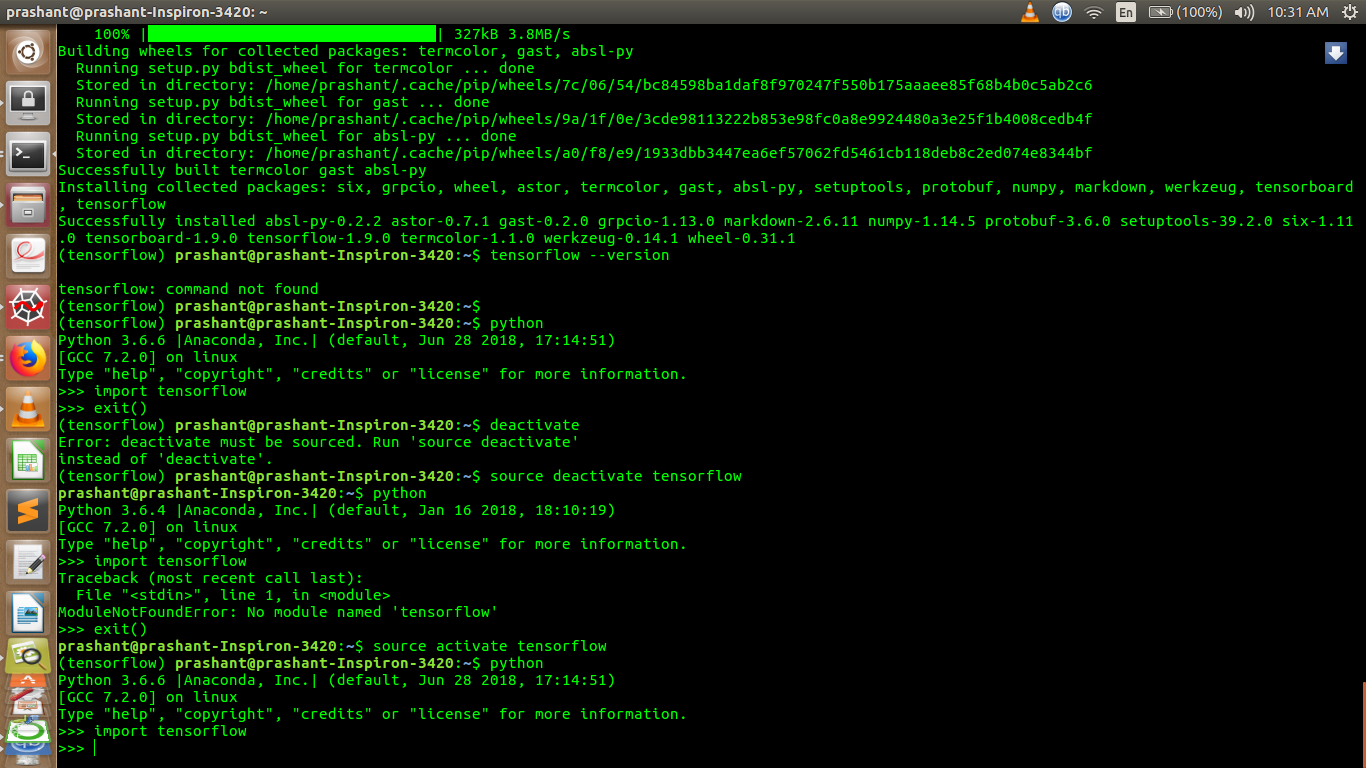 prashant@prashant-Inspiron-3420: ~
En
(100%)
10:31 AM
100% |
| 327kB 3.8MB/s
Building wheels for collected packages: termcolor, gast, absl-py
Running setup.py bdist_wheel for termcolor ... done
Stored in directory: /home/prashant/.cache/pip/wheels/7c/06/54/bc84598ba1daf8f970247f550b175aaaaee85f68b4b0c5ab2c6
Running setup.py bdist_wheel for gast ... done
Stored in directory: /home/prashant/.cache/pip/wheels/9a/1f/0e/3cde98113222b853e98fc0a8e9924480a3e25f1b4008cedb4f
Running setup.py bdist_wheel for absl-py ... done
Stored in directory: /home/prashant/.cache/pip/wheels/a0/f8/e9/1933dbb3447ea6ef57062fd5461cb118deb8c2ed074e8344bf
Successfully built termcolor gast absl-py
Installing collected packages: six, grpcio, wheel, astor, termcolor, gast, absl-py, setuptools, protobuf, numpy, markdown, werkzeug, tensorboard
, tensorflow
Successfully installed absl-py-0.2.2 astor-0.7.1 gast-0.2.0 grpcio-1.13.0 markdown-2.6.11 numpy-1.14.5 protobuf-3.6.0 setuptools-39.2.0 six-1.11
.0 tensorboard-1.9.0 tensorflow-1.9.0 termcolor-1.1.0 werkzeug-0.14.1 wheel-0.31.1
(tensorflow) prashant@prashant-Inspiron-3420:~$ tensorflow --version
tensorflow: command not found
(tensorflow) prashant@prashant-Inspiron-3420:~$
(tensorflow) prashant@prashant-Inspiron-3420:~$ python
Python 3.6.6 |Anaconda, Inc.| (default, Jun 28 2018, 17:14:51)
[GCC 7.2.0] on linux
Type "help", "copyright", "credits" or "license" for more information.
>>> import tensorflow
>>> exit()
(tensorflow) prashant@prashant-Inspiron-3420:~$ deactivate
Error: deactivate must be sourced. Run 'source deactivate'
instead of 'deactivate'.
(tensorflow) prashant@prashant-Inspiron-3420:~$ source deactivate tensorflow
prashant@prashant-Inspiron-3420:~$ python
Python 3.6.4 |Anaconda, Inc.| (default, Jan 16 2018, 18:10:19)
[GCC 7.2.0] on linux
Type "help", "copyright", "credits" or "license" for more information.
>>> import tensorflow
Traceback (most recent call last):
File "<stdin>", line 1, in <module>
ModuleNotFoundError: No module named 'tensorflow'
>>> exit()
prashant@prashant-Inspiron-3420:~$ source activate tensorflow
(tensorflow) prashant@prashant-Inspiron-3420:~$ python
Python 3.6.6 |Anaconda, Inc.| (default, Jun 28 2018, 17:14:51)
[GCC 7.2.0] on linux
Type "help", "copyright", "credits" or "license" for more information.
>>> import tensorflow
>>>